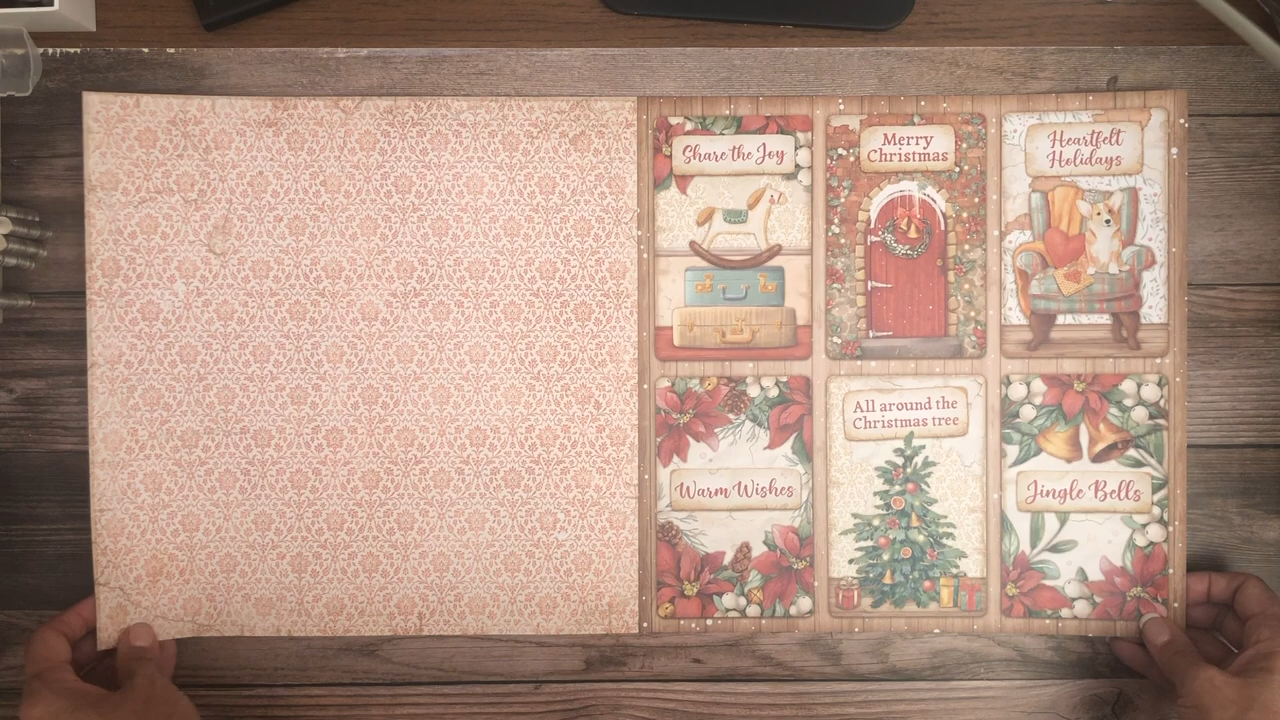 Share the Joy
Merry
Christmas
Heartfelt
Holidays
Warm Wishes
All around the
Christmas tree
Jingle Bells